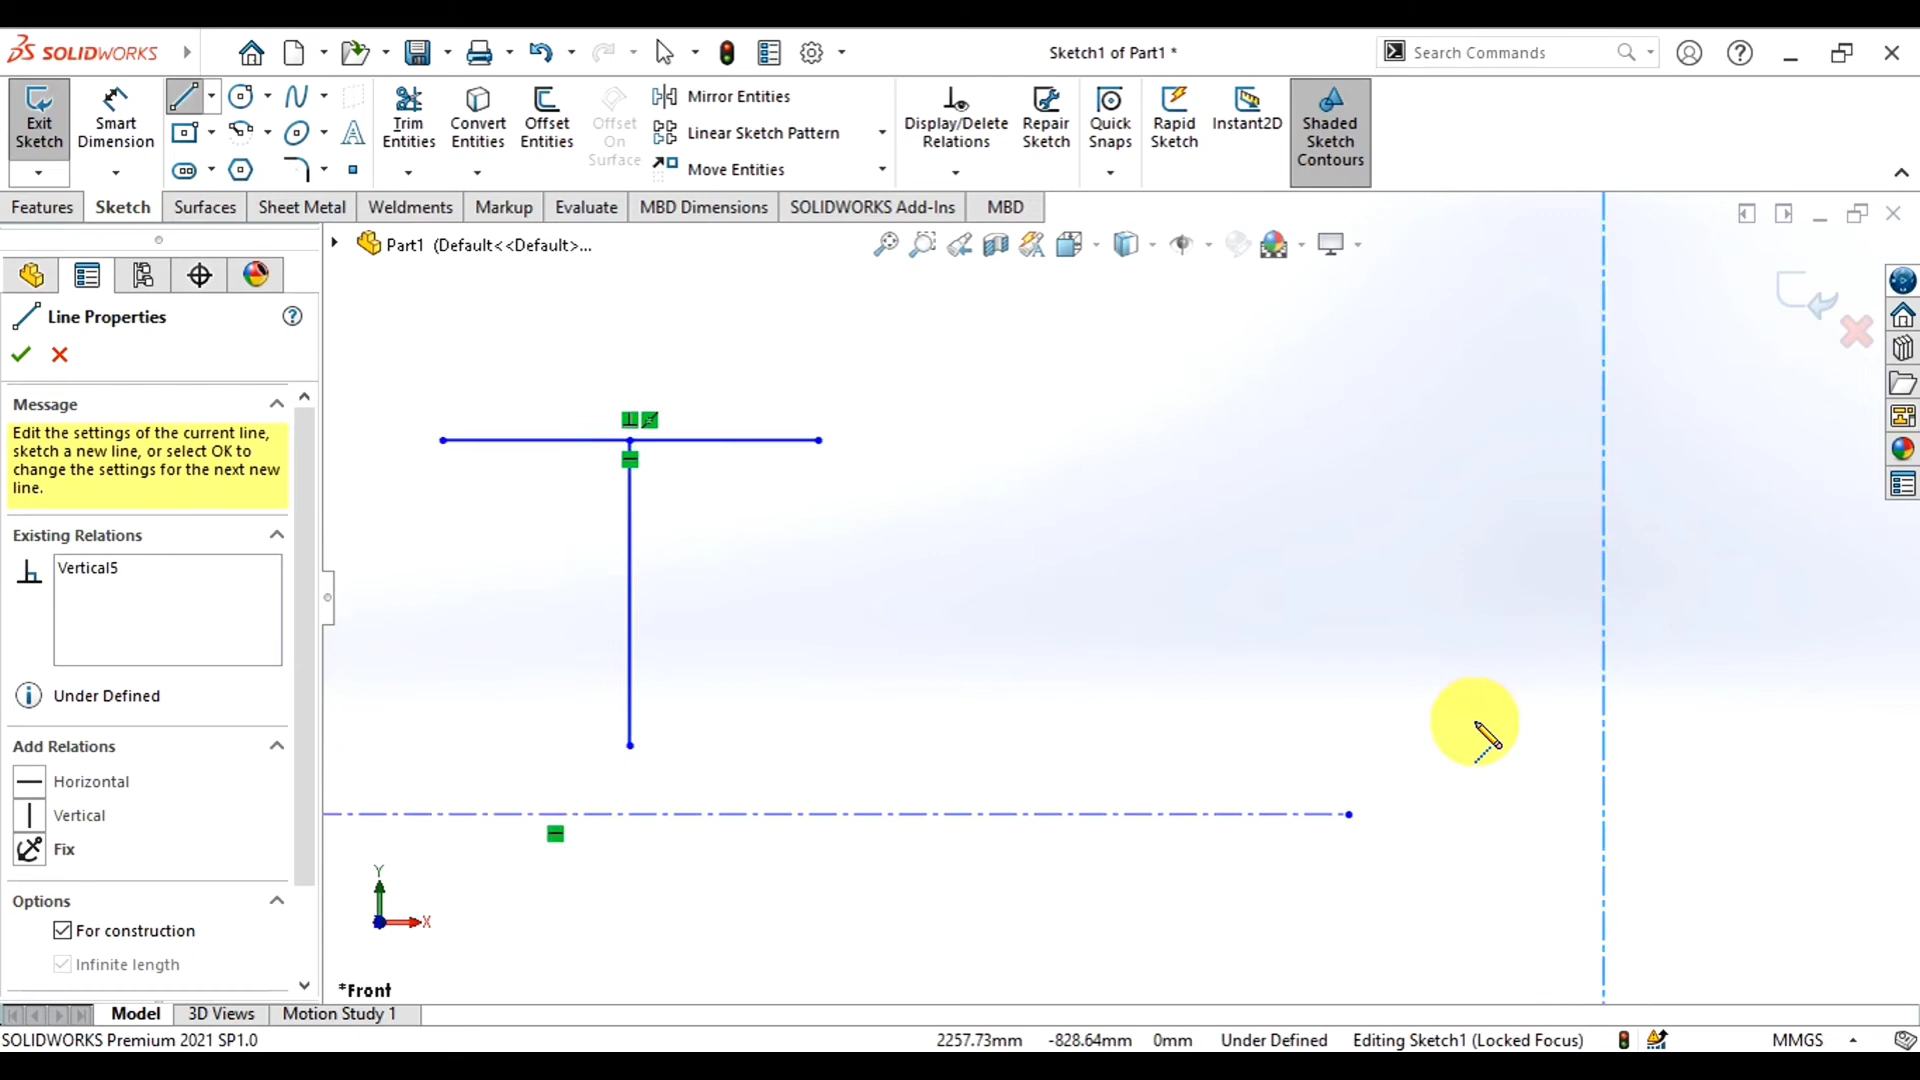 SOLIDWORKS
Sketch1 of Part1 *
Search Commands
Exit Sketch
Smart Dimension
Trim Entities
Convert Entities
Offset Entities
Offset On Surface
Mirror Entities
Linear Sketch Pattern
Move Entities
Display/Delete Relations
Repair Sketch
Quick Snaps
Rapid Sketch
Instant2D
Shaded Sketch Contours
Features
Sketch
Surfaces
Sheet Metal
Weldments
Markup
Evaluate
MBD Dimensions
SOLIDWORKS Add-Ins
MBD
Part1 (Default<<Default>...
Line Properties
Message
Edit the settings of the current line,
sketch a new line, or select OK to
change the settings for the next new
line.
Existing Relations
Vertical5
Under Defined
Add Relations
Horizontal
Vertical
Fix
Options
For construction
Infinite length
Y
X
*Front
Model
3D Views
Motion Study 1
SOLIDWORKS Premium 2021 SP1.0
2257.73mm
-828.64mm
0mm
Under Defined
Editing Sketch1 (Locked Focus)
MMGS